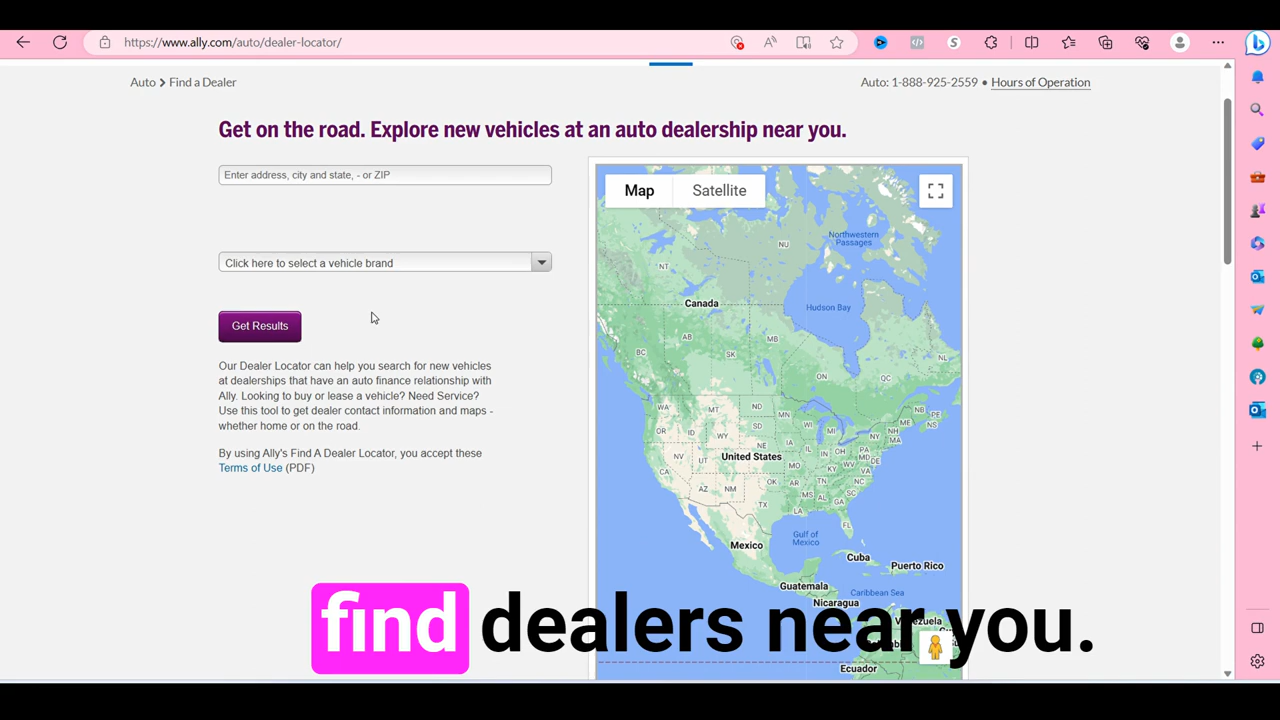 https://www.ally.com/auto/dealer-locator/
Auto > Find a Dealer
Auto: 1-888-925-2559 • Hours of Operation
Get on the road. Explore new vehicles at an auto dealership near you.
Enter address, city and state, - or ZIP
Click here to select a vehicle brand
Get Results
Our Dealer Locator can help you search for new vehicles
at dealerships that have an auto finance relationship with
Ally. Looking to buy or lease a vehicle? Need Service?
Use this tool to get dealer contact information and maps -
whether home or on the road.
By using Ally's Find A Dealer Locator, you accept these
Terms of Use (PDF)
Map
Satellite
Northwestern
Passages
NU
NT
Canada
Hudson Bay
AB
MB
BC
SK
NL
ON
QC
WA
MT
ND
MN
NB
PE
NS
OR
ID
SD
WI
MI
NY
ME
WY
IA
PA
NE
IL
IN
OH
NV
UT
United States
MD
CO
KS
MO
WV
VA
CA
KY
NC
AZ
NM
OK
AR
TN
SC
MS
AL
GA
TX
LA
FL
Gulf of
Mexico
Mexico
Cuba
Puerto Rico
Guatemala
Caribbean Sea
Nicaragua
Venezuela
Ecuador
find dealers near you.